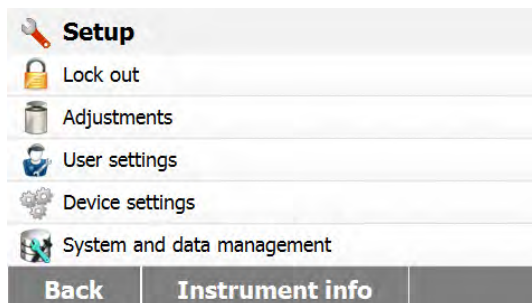 Setup
Lock out
Adjustments
User settings
Device settings
System and data management
Back Instrument info